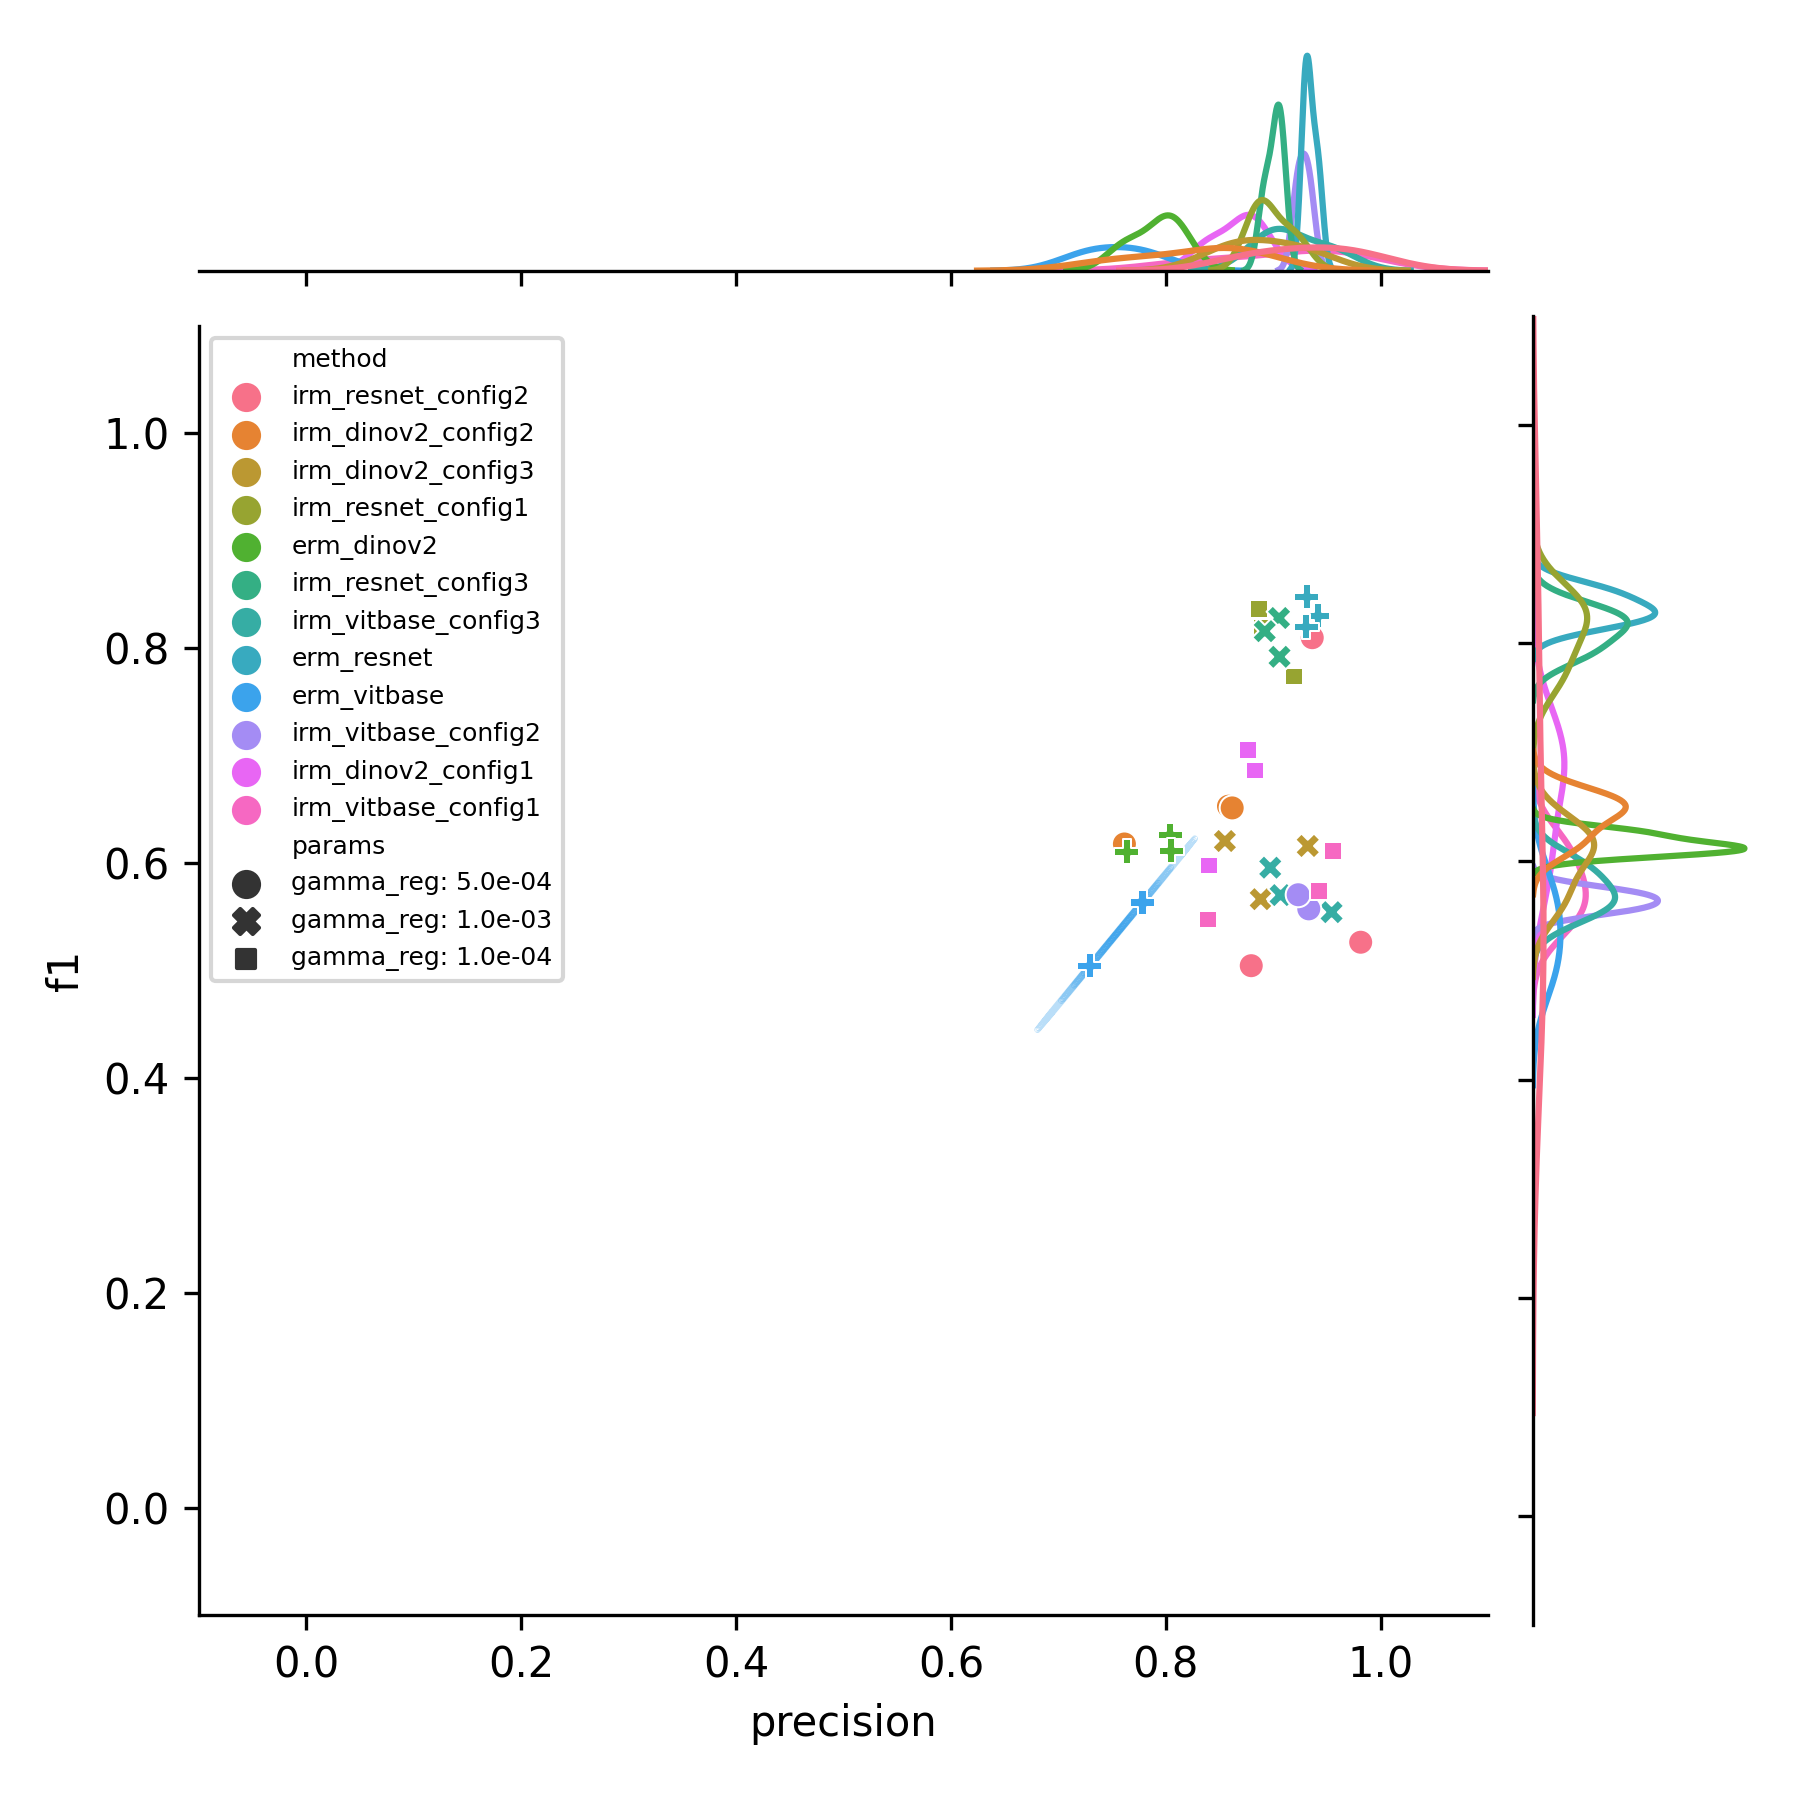 method
irm_resnet_config2
irm_dinov2_config2
irm_dinov2_config3
irm_resnet_config1
erm_dinov2
irm_resnet_config3
irm_vitbase_config3
erm_resnet
erm_vitbase
irm_vitbase_config2
irm_dinov2_config1
irm_vitbase_config1
params
gamma_reg: 5.0e-04
gamma_reg: 1.0e-03
gamma_reg: 1.0e-04
1.0
0.8
0.6
0.4
0.2
0.0
f1
0.0 0.2 0.4 0.6 0.8 1.0
precision